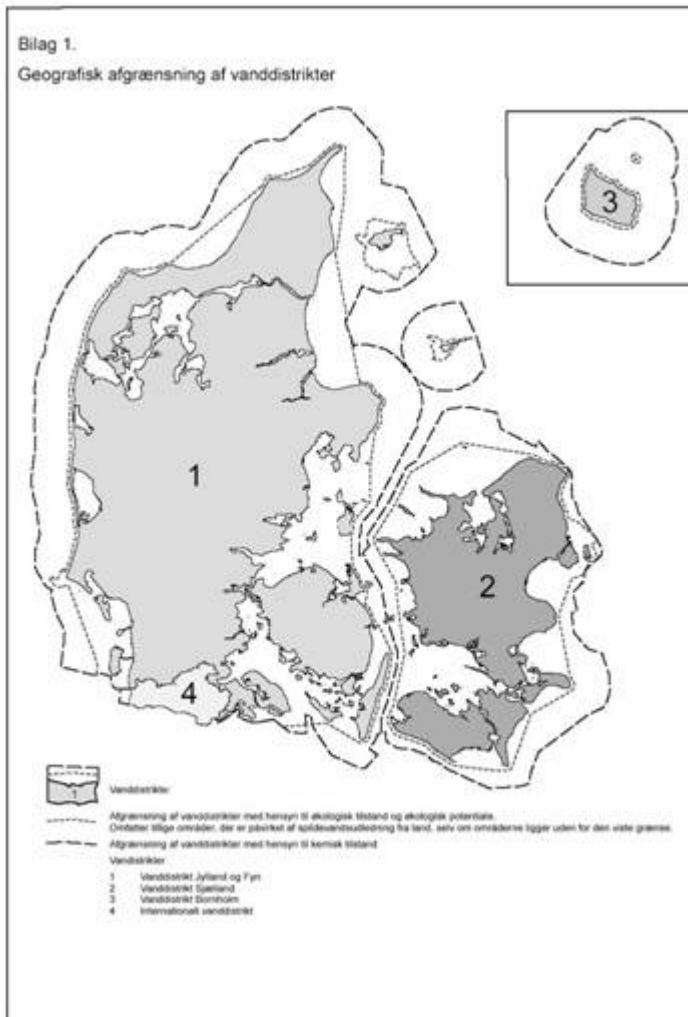 Bilag 1.
Geografisk afgrænsning af vanddistrikter
3
1
2
4
1
Vanddistrikter
Afgrænsning af vanddistrikter med hensyn til økologisk tilstand og økologisk potentiale.
Omfatter tillige områder, der er påvirket af spildevandsudledning fra land, selv om områderne ligger uden for den viste grænse.
Afgrænsning af vanddistrikter med hensyn til kemisk tilstand
Vanddistrikter
1 Vanddistrikt Jylland og Fyn
2 Vanddistrikt Sjælland
3 Vanddistrikt Bornholm
4 Internationalt vanddistrikt